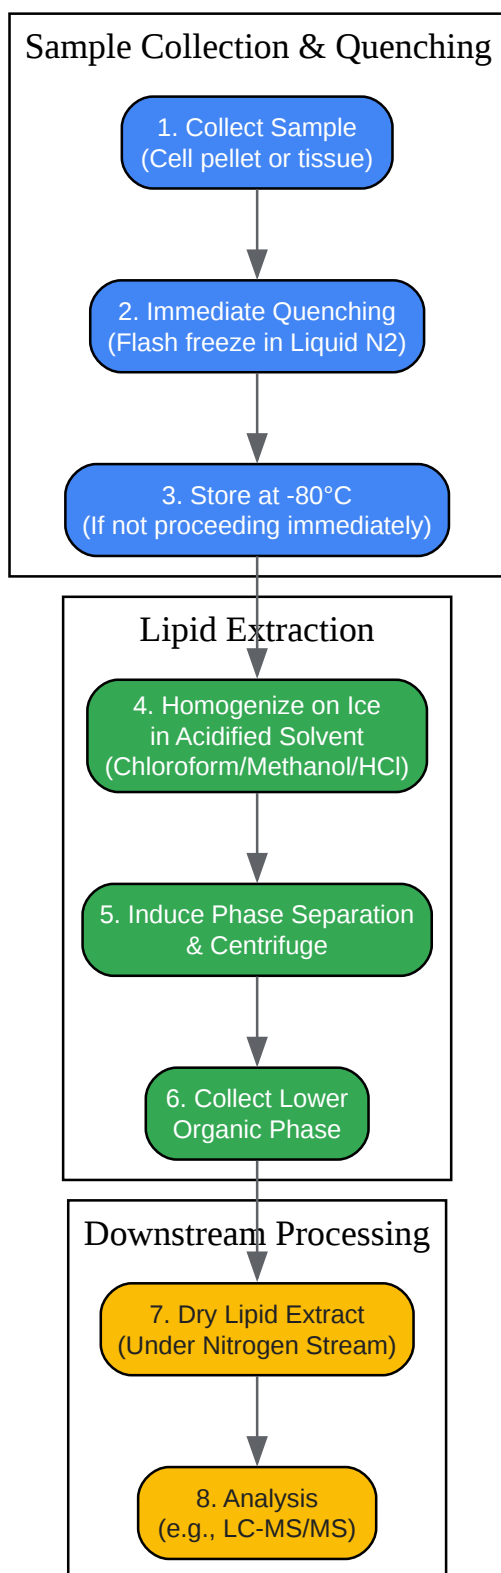 Sample Collection & Quenching
1. Collect Sample
(Cell pellet or tissue)
2. Immediate Quenching
(Flash freeze in Liquid N2)
3. Store at -80°C
(If not proceeding immediately)
Lipid Extraction
4. Homogenize on Ice
in Acidified Solvent
(Chloroform/Methanol/HCl)
5. Induce Phase Separation
& Centrifuge
6. Collect Lower
Organic Phase
Downstream Processing
7. Dry Lipid Extract
(Under Nitrogen Stream)
8. Analysis
(e.g., LC-MS/MS)